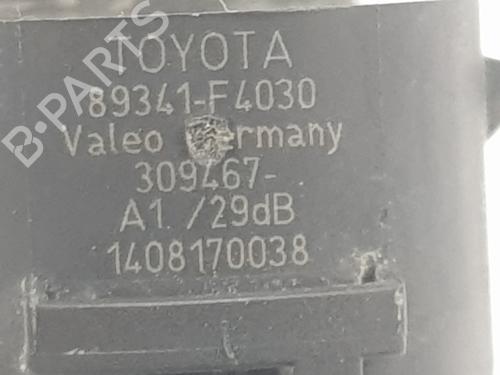 TOYOTA
89341-F4030
Valeo Germany
309467-
A1 /29dB
1408170038
B-PARTS